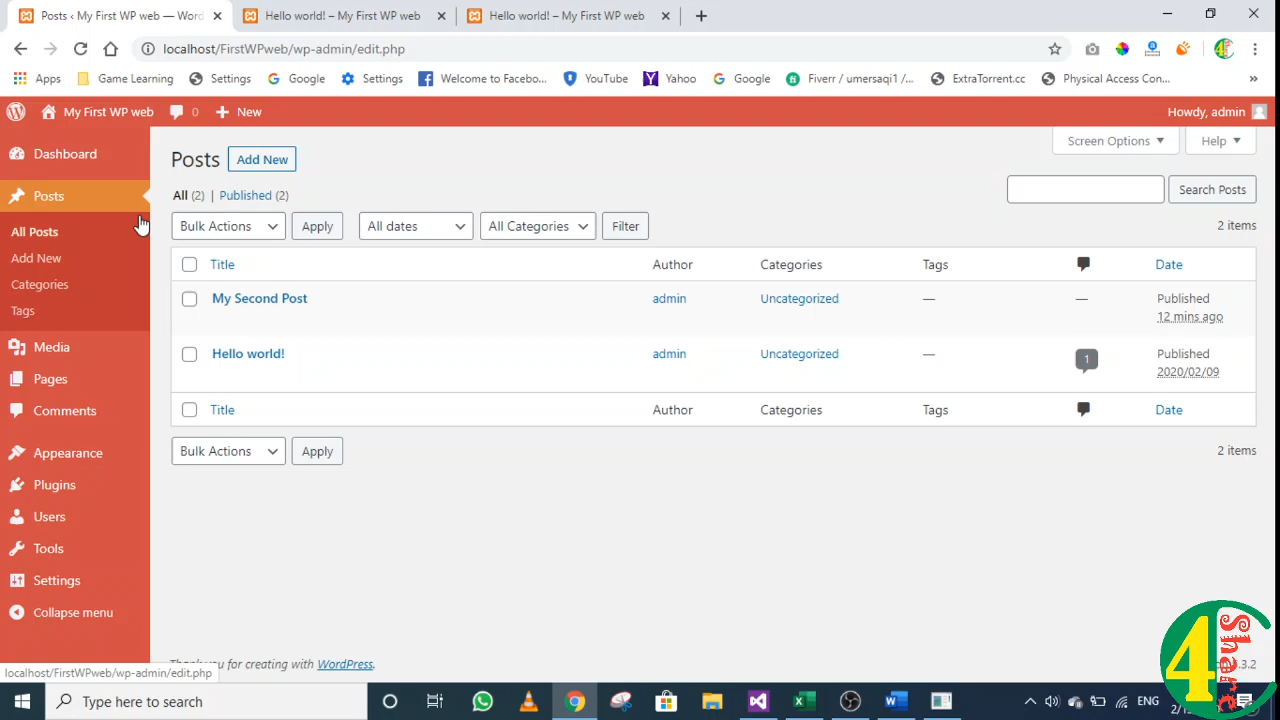 Posts ‹ My First WP web — Word
Hello world! – My First WP web
Hello world! – My First WP web
localhost/FirstWPweb/wp-admin/edit.php
Apps
Game Learning
Settings
Google
Settings
Welcome to Facebo...
YouTube
Yahoo
Google
Fiverr / umersaqi1 /...
ExtraTorrent.cc
Physical Access Con...
»
My First WP web
0
New
Howdy, admin
Dashboard
Posts
All Posts
Add New
Categories
Tags
Media
Pages
Comments
Appearance
Plugins
Users
Tools
Settings
Collapse menu
Screen Options
Help
Posts
Add New
All (2) | Published (2)
Search Posts
Bulk Actions
Apply
All dates
All Categories
Filter
2 items
Title Author Categories Tags Date
My Second Post admin Uncategorized — — Published
12 mins ago
Hello world! admin Uncategorized — 1 Published
2020/02/09
Title Author Categories Tags Date
Bulk Actions
Apply
2 items
for creating with WordPress.
.3.2
localhost/FirstWPweb/wp-admin/edit.php
4 Share
Type here to search
ENG